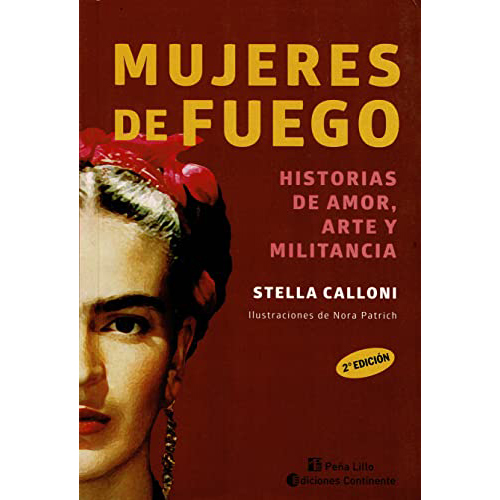 MUJERES
DE FUEGO
HISTORIAS
DE AMOR,
ARTE Y
MILITANCIA
STELLA CALLONI
Ilustraciones de Nora Patrich
2º EDICIÓN
Peña Lillo
Ediciones Continente